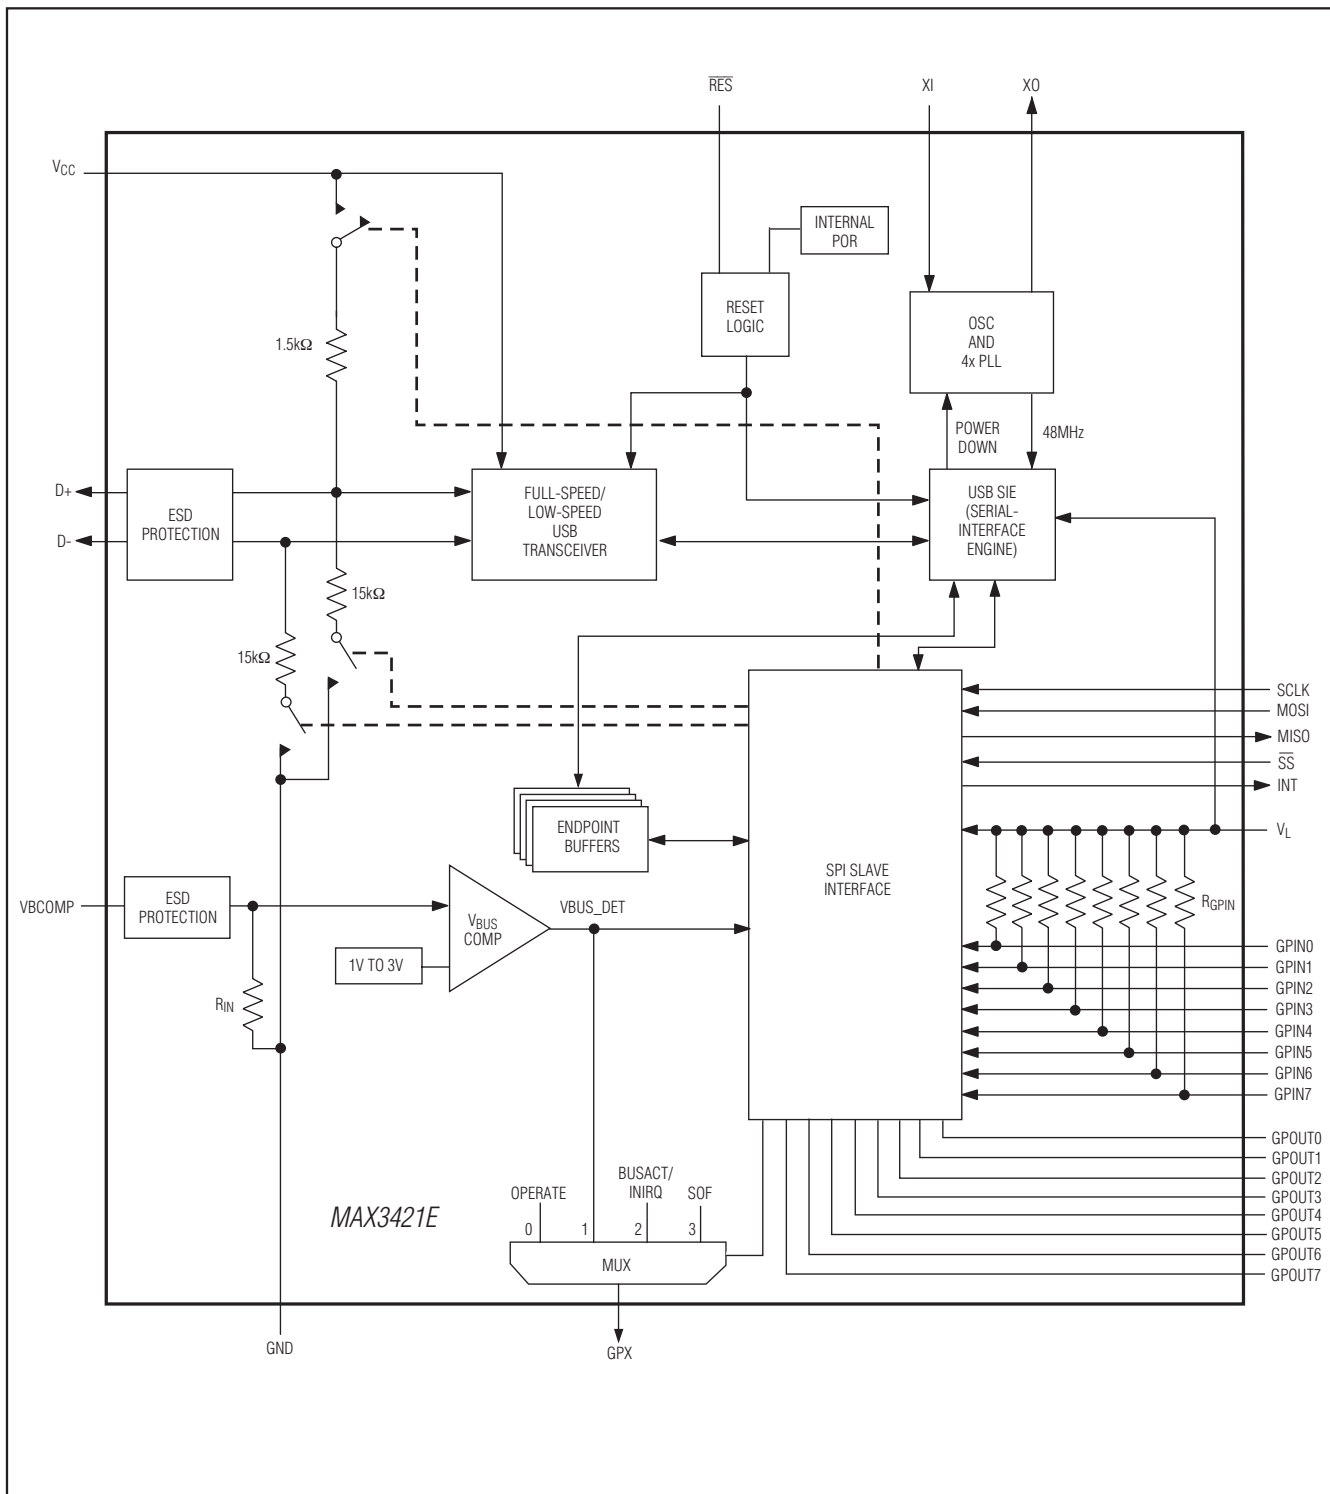 R̅E̅S̅
XI
XO
VCC
INTERNAL
POR
RESET
LOGIC
OSC
AND
4x PLL
1.5kΩ
POWER
DOWN
48MHz
D+
D-
ESD
PROTECTION
FULL-SPEED/
LOW-SPEED
USB
TRANSCEIVER
USB SIE
(SERIAL-
INTERFACE
ENGINE)
15kΩ
15kΩ
SCLK
MOSI
MISO
S̅S̅
INT
VL
ENDPOINT
BUFFERS
SPI SLAVE
INTERFACE
RGPIN
VBCOMP
ESD
PROTECTION
VBUS
COMP
VBUS_DET
1V TO 3V
RIN
GPIN0
GPIN1
GPIN2
GPIN3
GPIN4
GPIN5
GPIN6
GPIN7
GPOUT0
GPOUT1
GPOUT2
GPOUT3
GPOUT4
GPOUT5
GPOUT6
GPOUT7
MAX3421E
OPERATE
BUSACT/
INIRQ
SOF
0
1
2
3
MUX
GND
GPX